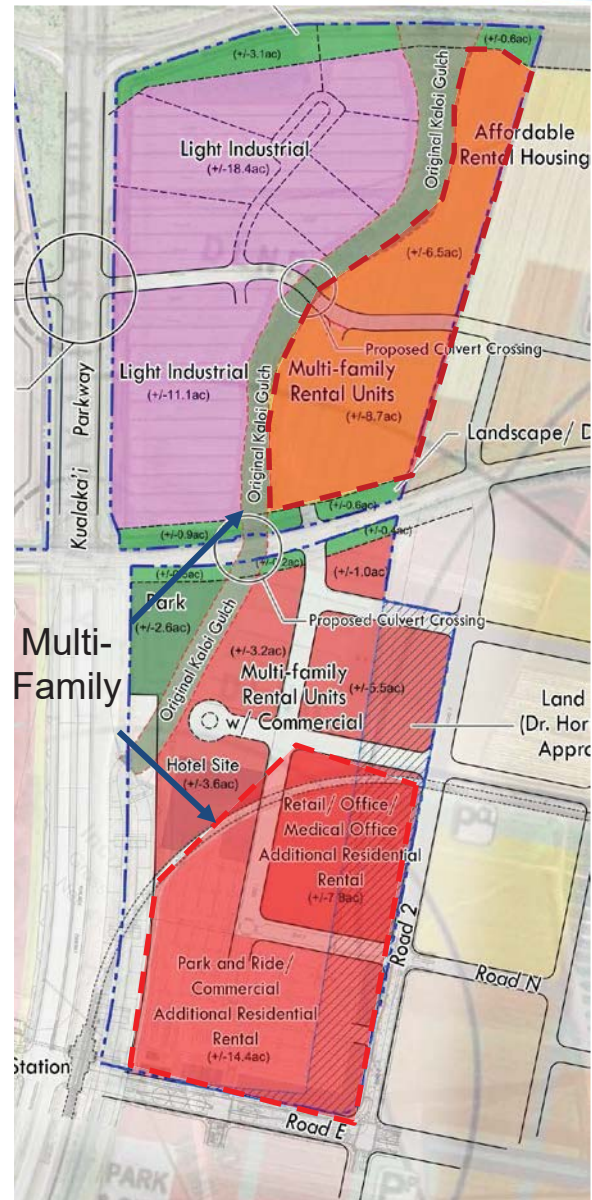 (+/-3.1ac)
(+/-0.6ac)
Original Kaloi Gulch
Affordable
Rental Housing
Light Industrial
(+/-18.4ac)
(+/-6.5ac)
Proposed Culvert Crossing
Light Industrial
(+/-11.1ac)
Multi-family
Rental Units
(+/-8.7ac)
Original Kaloi Gulch
Kualaka'i Parkway
Landscape/ D
(+/-0.6ac)
(+/-0.9ac)
Park
(+/-2.6ac)
(+/-1.0ac)
Proposed Culvert Crossing
Original Kaloi Gulch
Multi-
Family
(+/-3.2ac)
Multi-family
Rental Units
w/ Commercial
(+/-5.5ac)
Land
(Dr. Hor
Appro
Hotel Site
(+/-3.6ac)
Retail/ Office/
Medical Office
Additional Residential
Rental
(+/-7.8ac)
Road 2
Road N
Park and Ride/
Commercial
Additional Residential
Rental
(+/-14.4ac)
Station
Road E
PARK